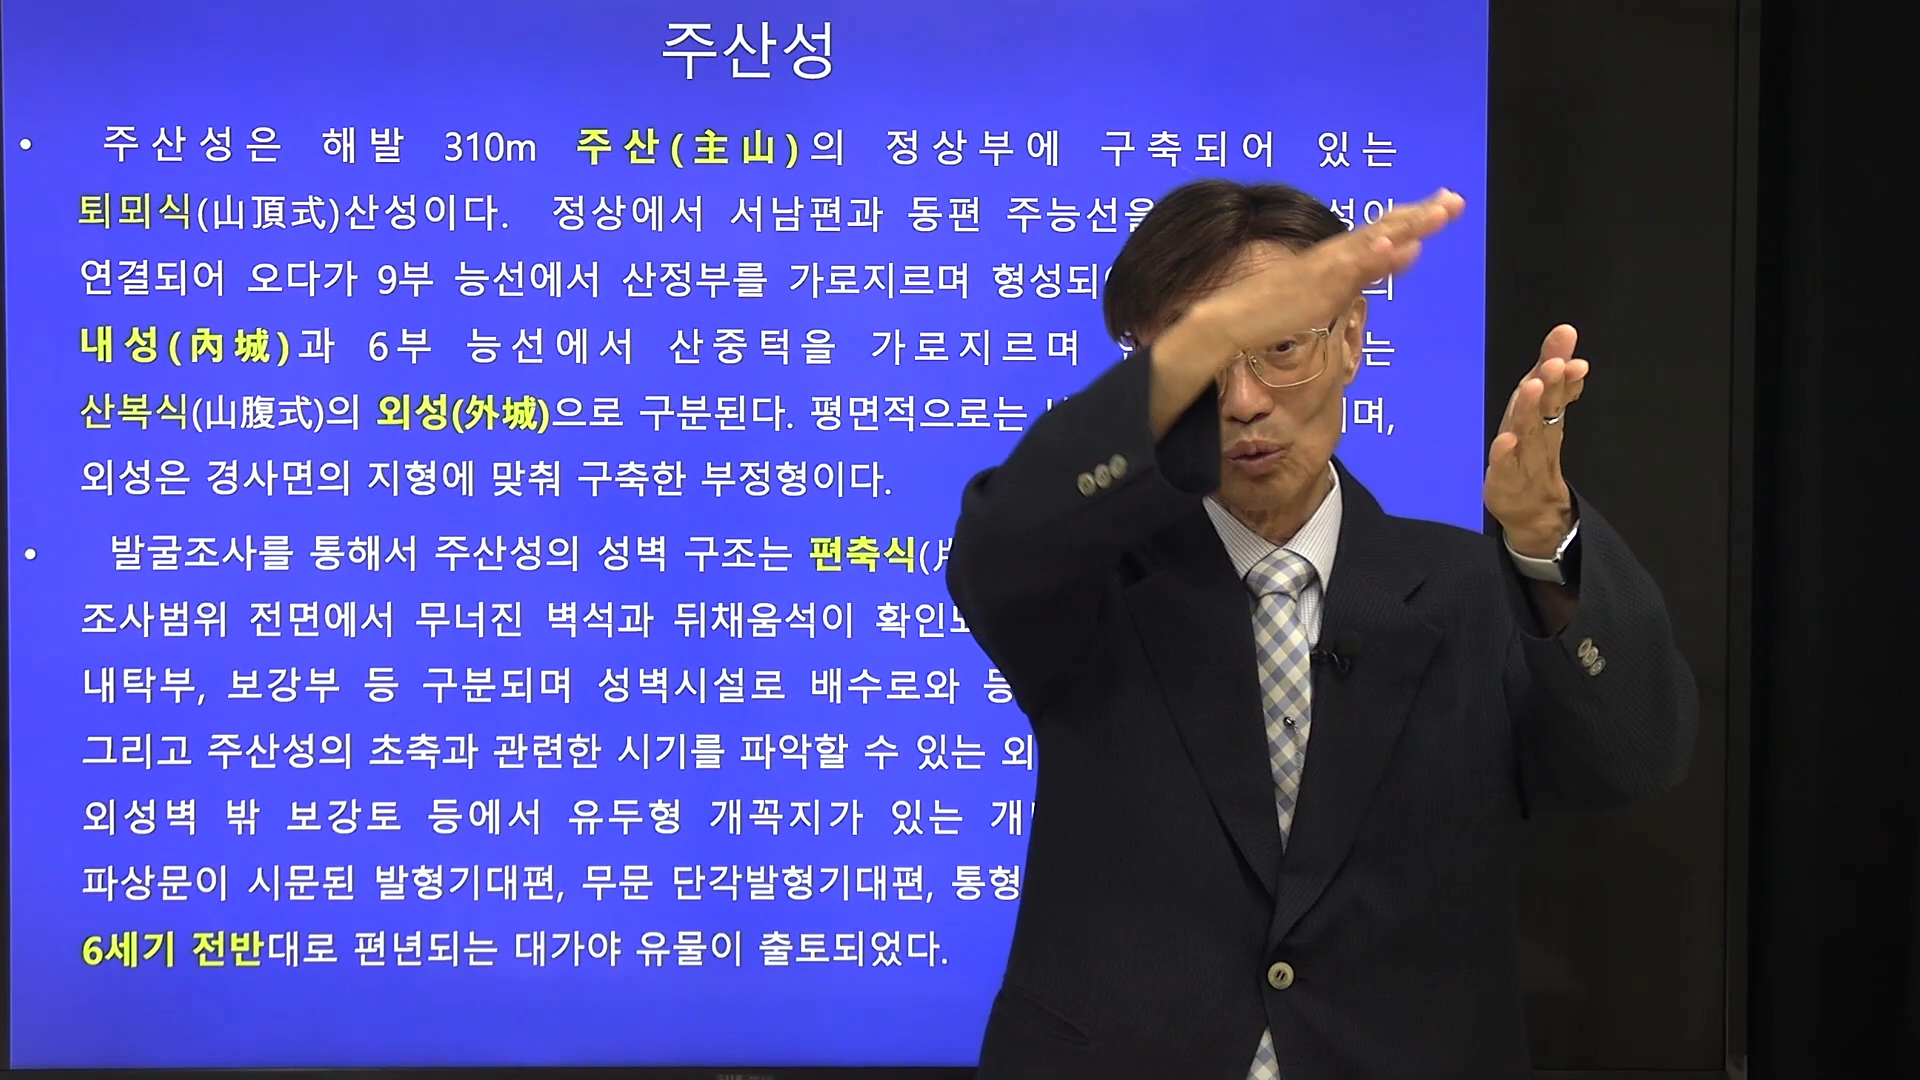 주산성
• 주산성은 해발 310m 주산(主山)의 정상부에 구축되어 있는
퇴뫼식(山頂式)산성이다. 정상에서 서남편과 동편 주능선을
연결되어 오다가 9부 능선에서 산정부를 가로지르며
내성(內城)과 6부 능선에서 산중턱을 가로지르며
산복식(山腹式)의 외성(外城)으로 구분된다. 평면적으로는
외성은 경사면의 지형에 맞춰 구축한 부정형이다.
• 발굴조사를 통해서 주산성의 성벽 구조는 편축식(
조사범위 전면에서 무너진 벽석과 뒤채움석이
내탁부, 보강부 등 구분되며 성벽시설로 배수로와
그리고 주산성의 초축과 관련한 시기를 파악할 수 있는
외성벽 밖 보강토 등에서 유두형 개꼭지가 있는
파상문이 시문된 발형기대편, 무문 단각발형기대편,
6세기 전반대로 편년되는 대가야 유물이 출토되었다.